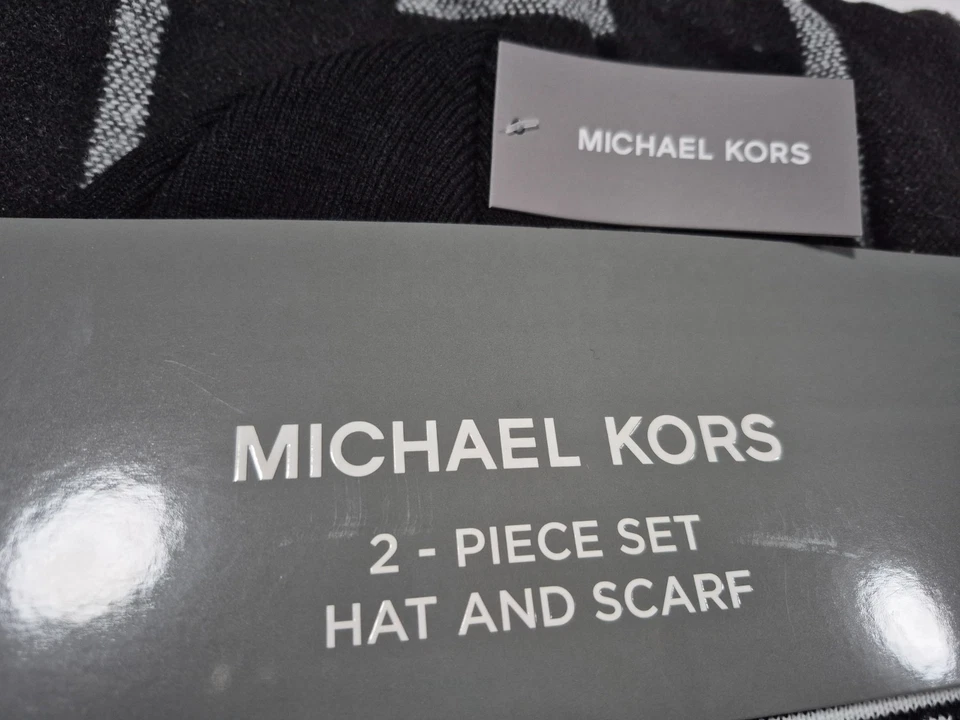 MICHAEL KORS
MICHAEL KORS
2 - PIECE SET
HAT AND SCARF